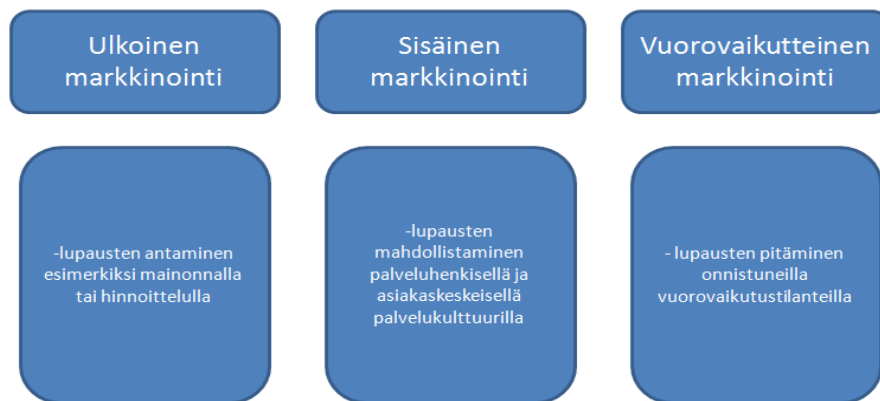 Ulkoinen
markkinointi
Sisäinen
markkinointi
Vuorovaikutteinen
markkinointi
-lupausten antaminen
esimerkiksi mainonnalla
tai hinnoittelulla
-lupausten
mahdollistaminen
palveluhenkisellä ja
asiakaskeskeisellä
palvelukulttuurilla
- lupausten pitäminen
onnistuneilla
vuorovaikutustilanteilla